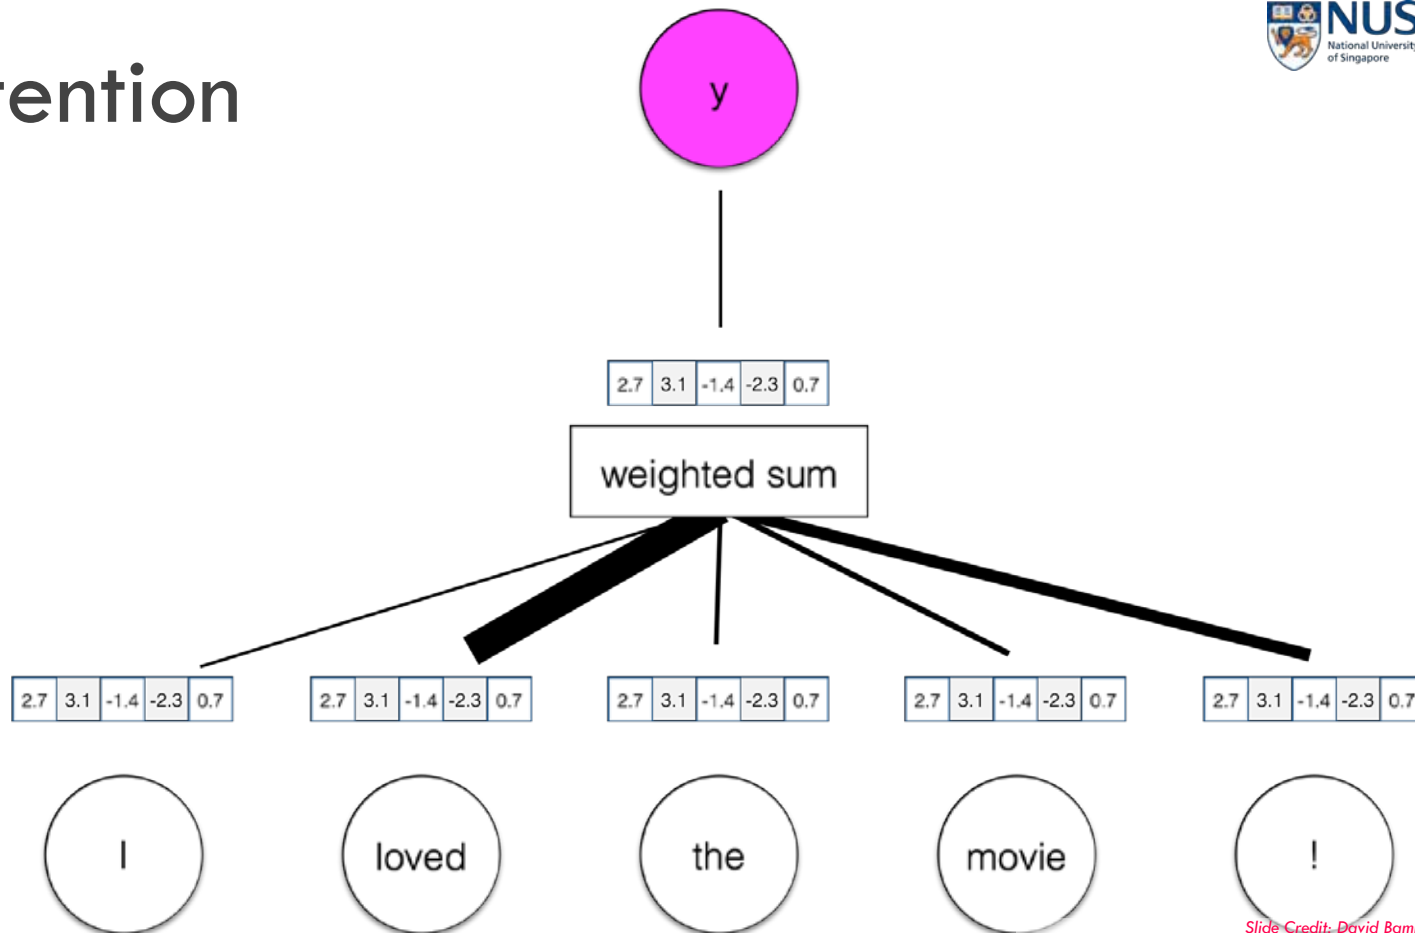 tention
NUS
National University
of Singapore
y
2.7 3.1 -1.4 -2.3 0.7
weighted sum
2.7 3.1 -1.4 -2.3 0.7
2.7 3.1 -1.4 -2.3 0.7
2.7 3.1 -1.4 -2.3 0.7
2.7 3.1 -1.4 -2.3 0.7
2.7 3.1 -1.4 -2.3 0.7
I
loved
the
movie
!
Slide Credit: David Bam